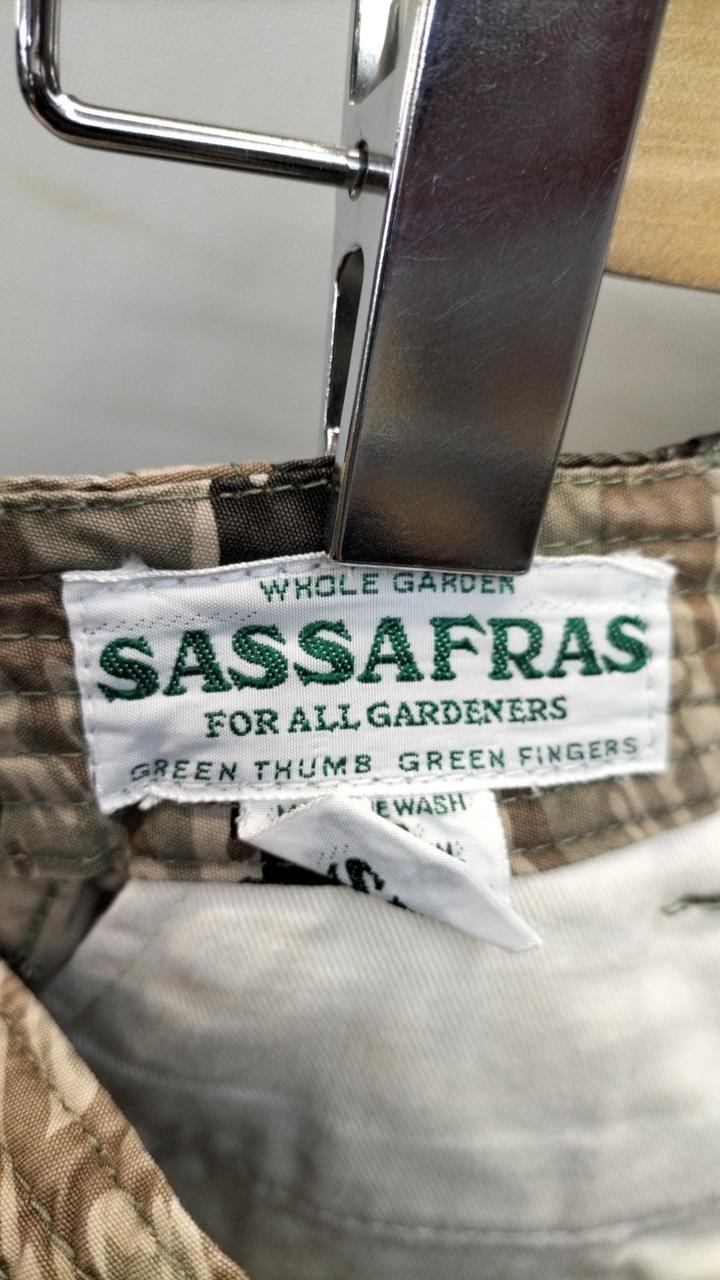 WHOLE GARDEN
SASSAFRAS
FOR ALL GARDENERS
GREEN THUMB GREEN FINGERS